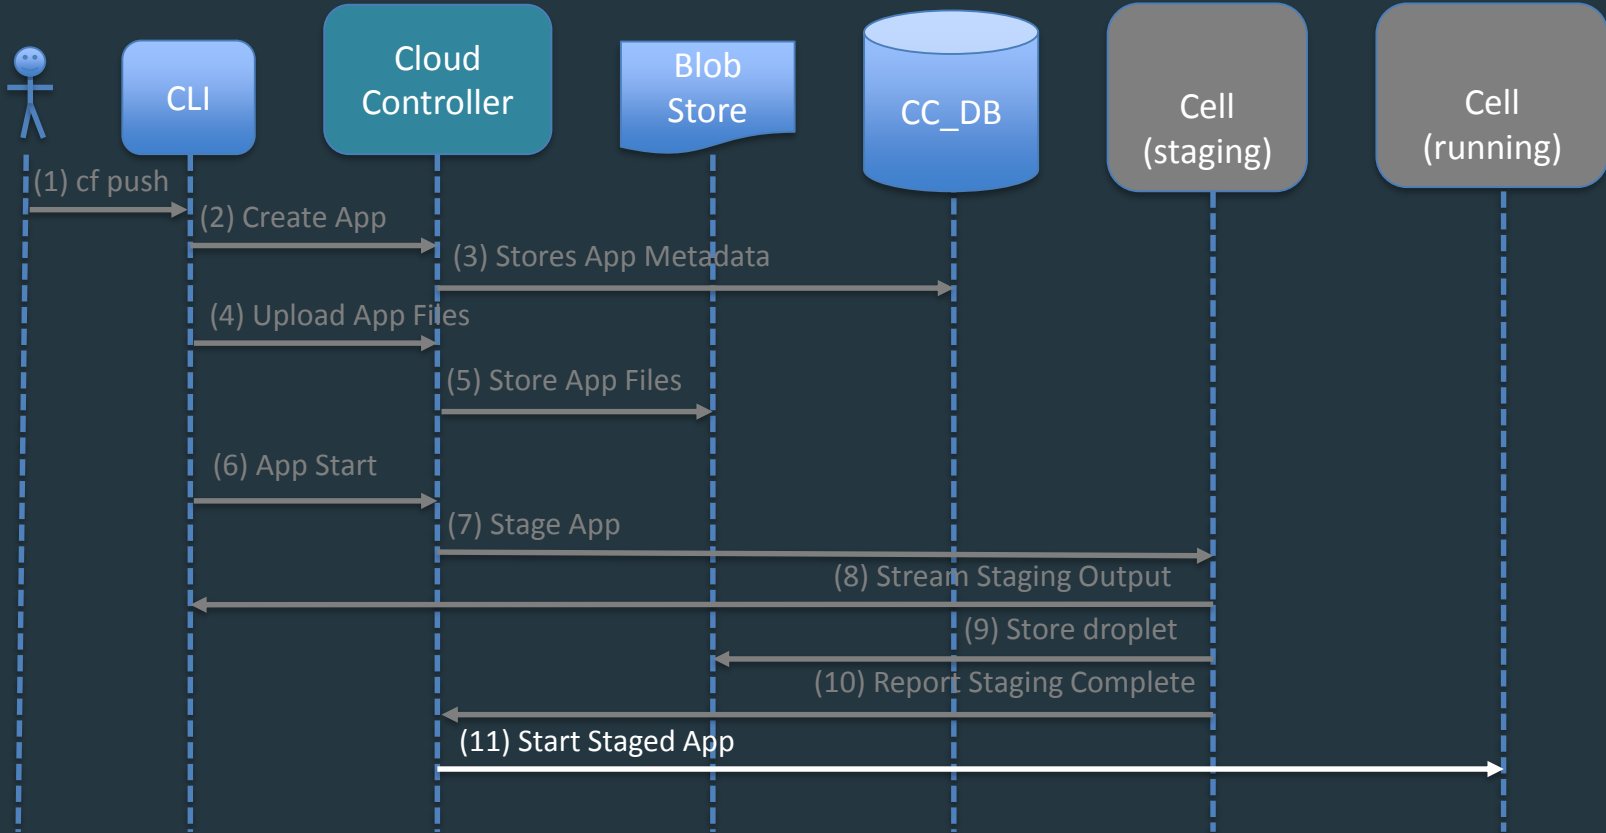 CLI
Cloud
Controller
Blob
Store
CC_DB
Cell
(staging)
Cell
(running)
(1) cf push
(2) Create App
(3) Stores App Metadata
(4) Upload App Files
(5) Store App Files
(6) App Start
(7) Stage App
(8) Stream Staging Output
(9) Store droplet
(10) Report Staging Complete
(11) Start Staged App